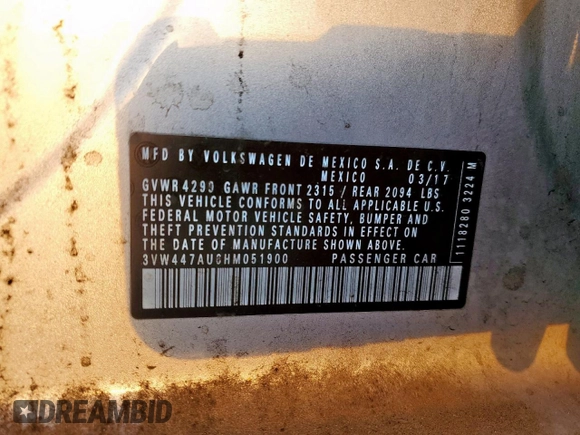 MFD BY VOLKSWAGEN DE MEXICO S.A. DE C.V.
MEXICO 03/17
GVWR 4290 GAWR FRONT 2315 / REAR 2094 LBS
THIS VEHICLE CONFORMS TO ALL APPLICABLE U.S.
FEDERAL MOTOR VEHICLE SAFETY, BUMPER AND
THEFT PREVENTION STANDARDS IN EFFECT ON
THE DATE OF MANUFACTURE SHOWN ABOVE.
PASSENGER CAR
1118280 3224 M
DREAMBID